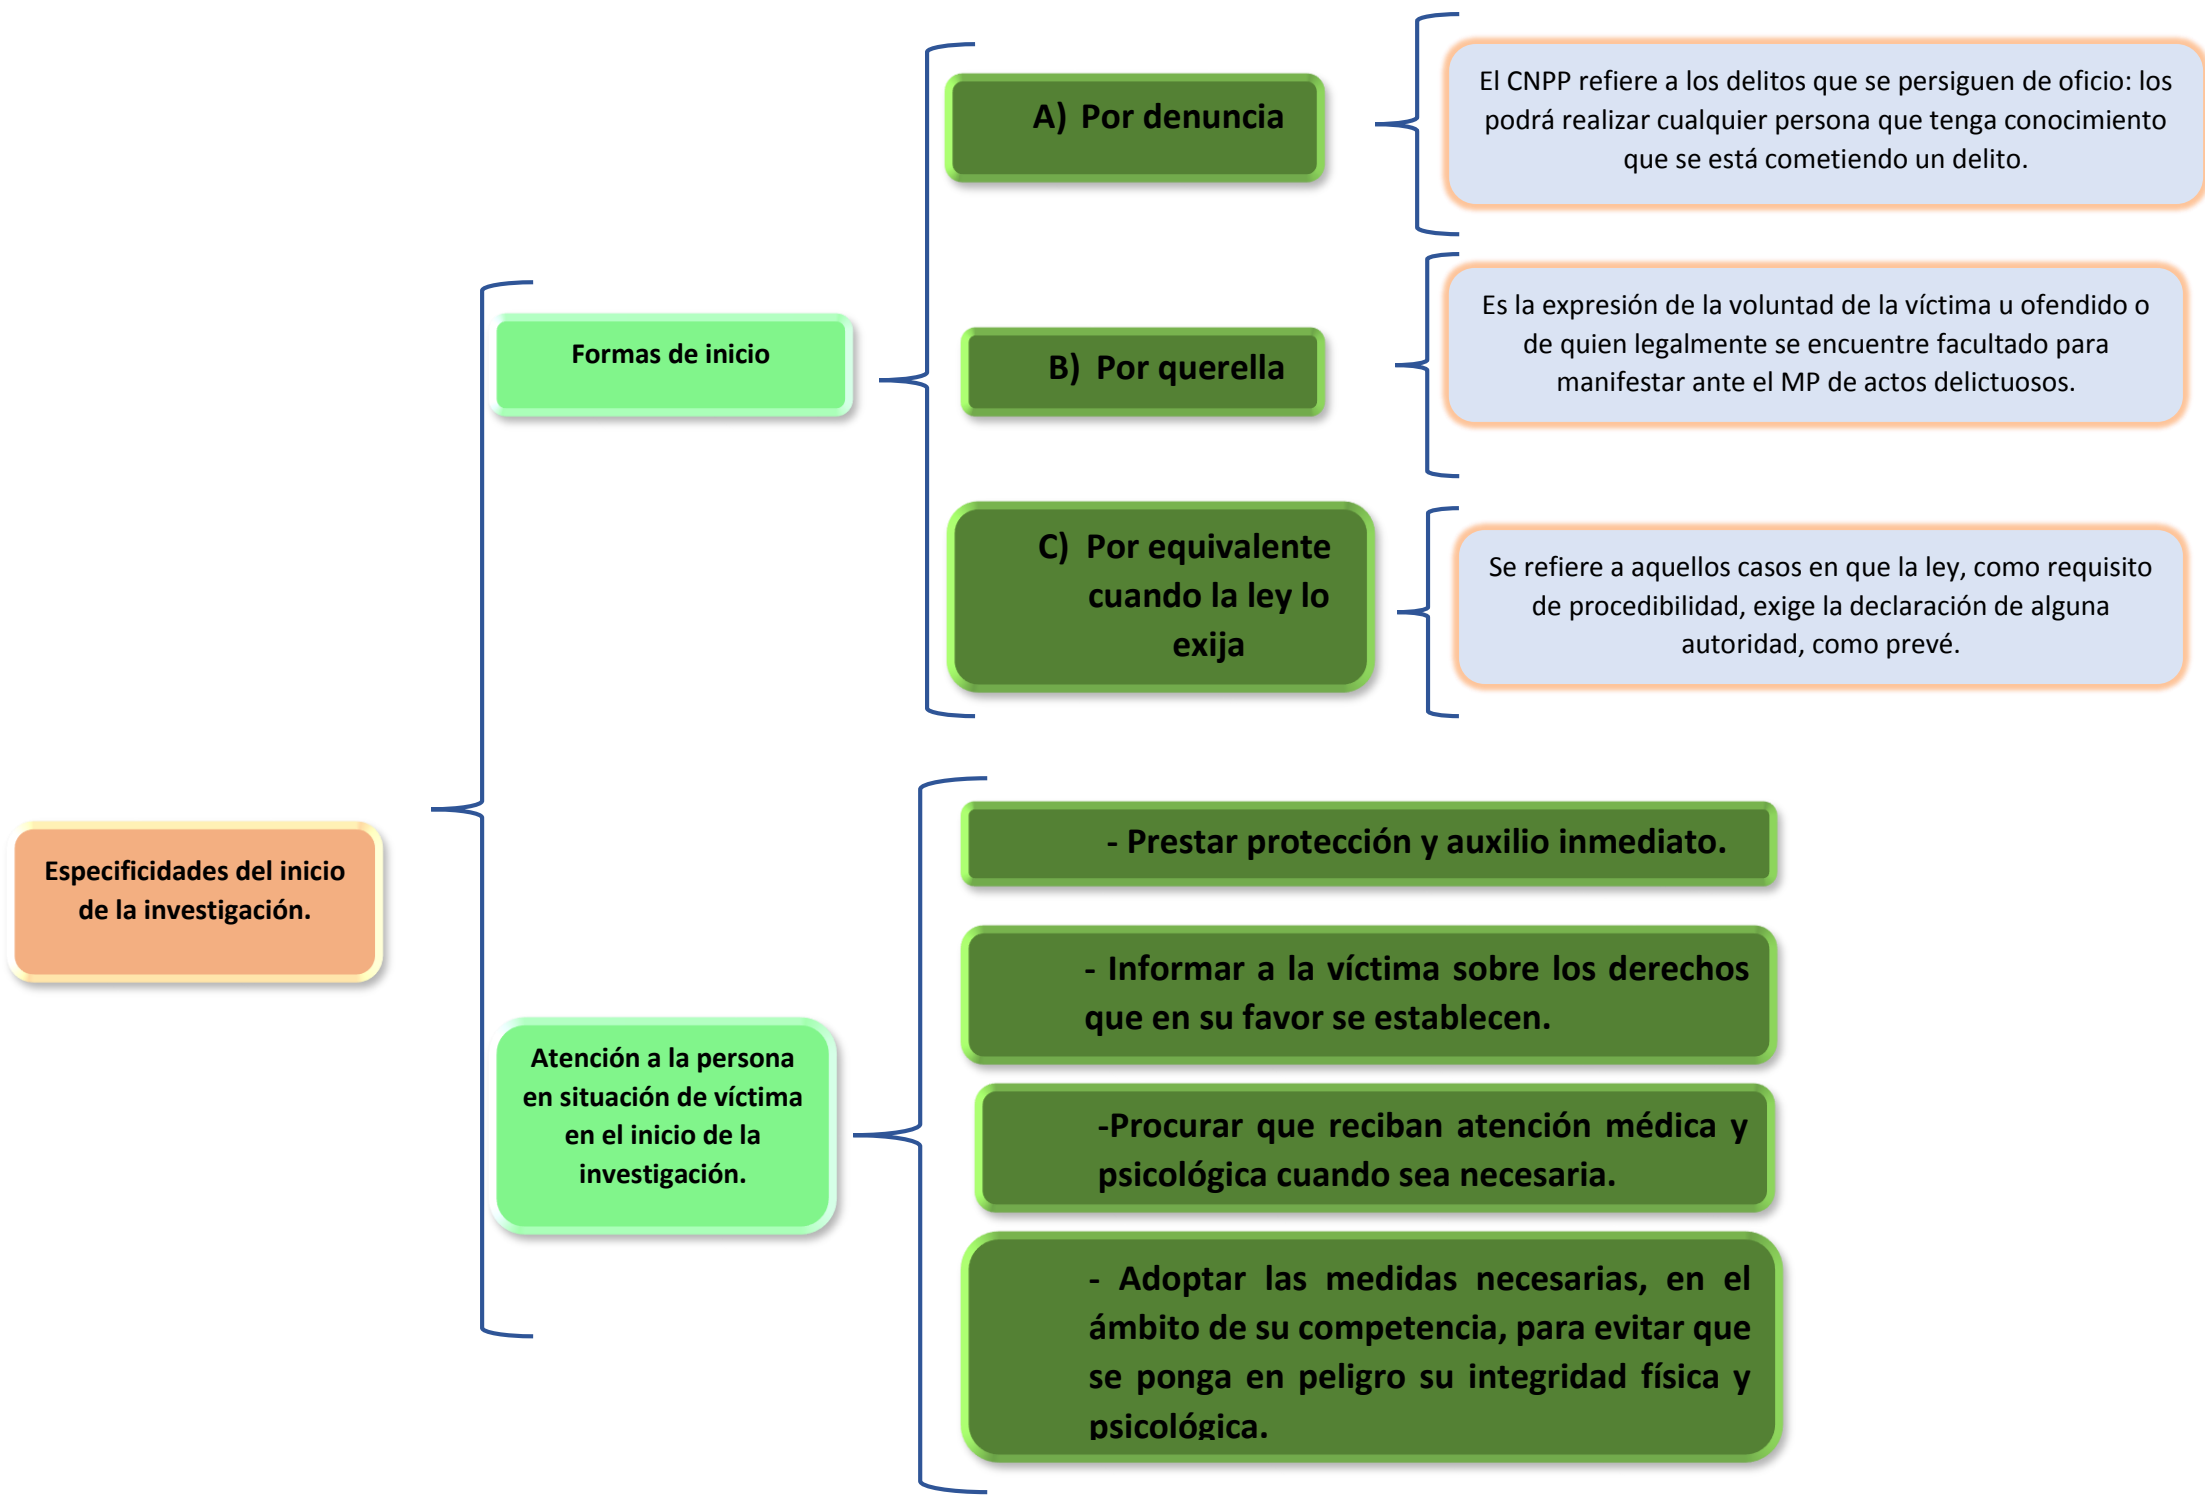 Especificidades del inicio
de la investigación.
Formas de inicio
A) Por denuncia
El CNPP refiere a los delitos que se persiguen de oficio: los
podrá realizar cualquier persona que tenga conocimiento
que se está cometiendo un delito.
B) Por querella
Es la expresión de la voluntad de la víctima u ofendido o
de quien legalmente se encuentre facultado para
manifestar ante el MP de actos delictuosos.
C) Por equivalente
cuando la ley lo
exija
Se refiere a aquellos casos en que la ley, como requisito
de procedibilidad, exige la declaración de alguna
autoridad, como prevé.
Atención a la persona
en situación de víctima
en el inicio de la
investigación.
- Prestar protección y auxilio inmediato.
- Informar a la víctima sobre los derechos
que en su favor se establecen.
-Procurar que reciban atención médica y
psicológica cuando sea necesaria.
- Adoptar las medidas necesarias, en el
ámbito de su competencia, para evitar que
se ponga en peligro su integridad física y
psicológica.